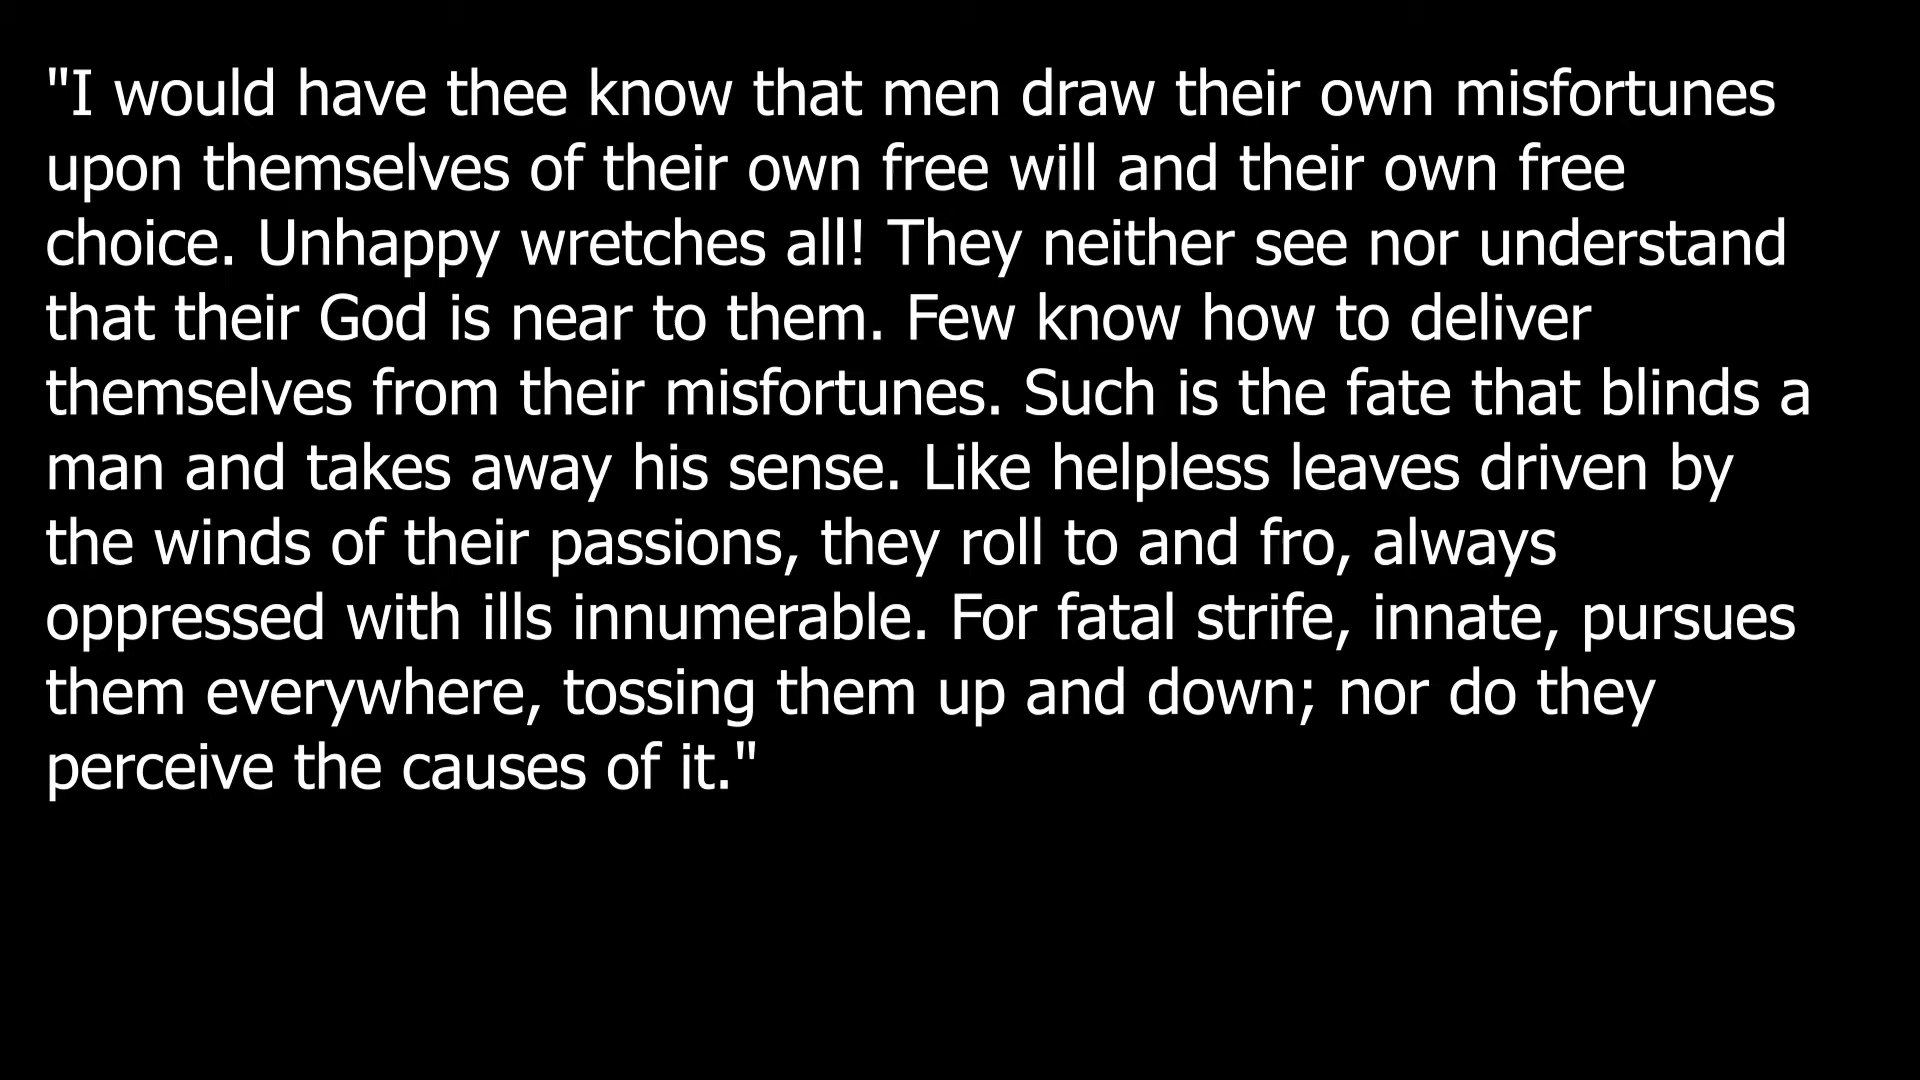 "I would have thee know that men draw their own misfortunes
upon themselves of their own free will and their own free
choice. Unhappy wretches all! They neither see nor understand
that their God is near to them. Few know how to deliver
themselves from their misfortunes. Such is the fate that blinds a
man and takes away his sense. Like helpless leaves driven by
the winds of their passions, they roll to and fro, always
oppressed with ills innumerable. For fatal strife, innate, pursues
them everywhere, tossing them up and down; nor do they
perceive the causes of it."